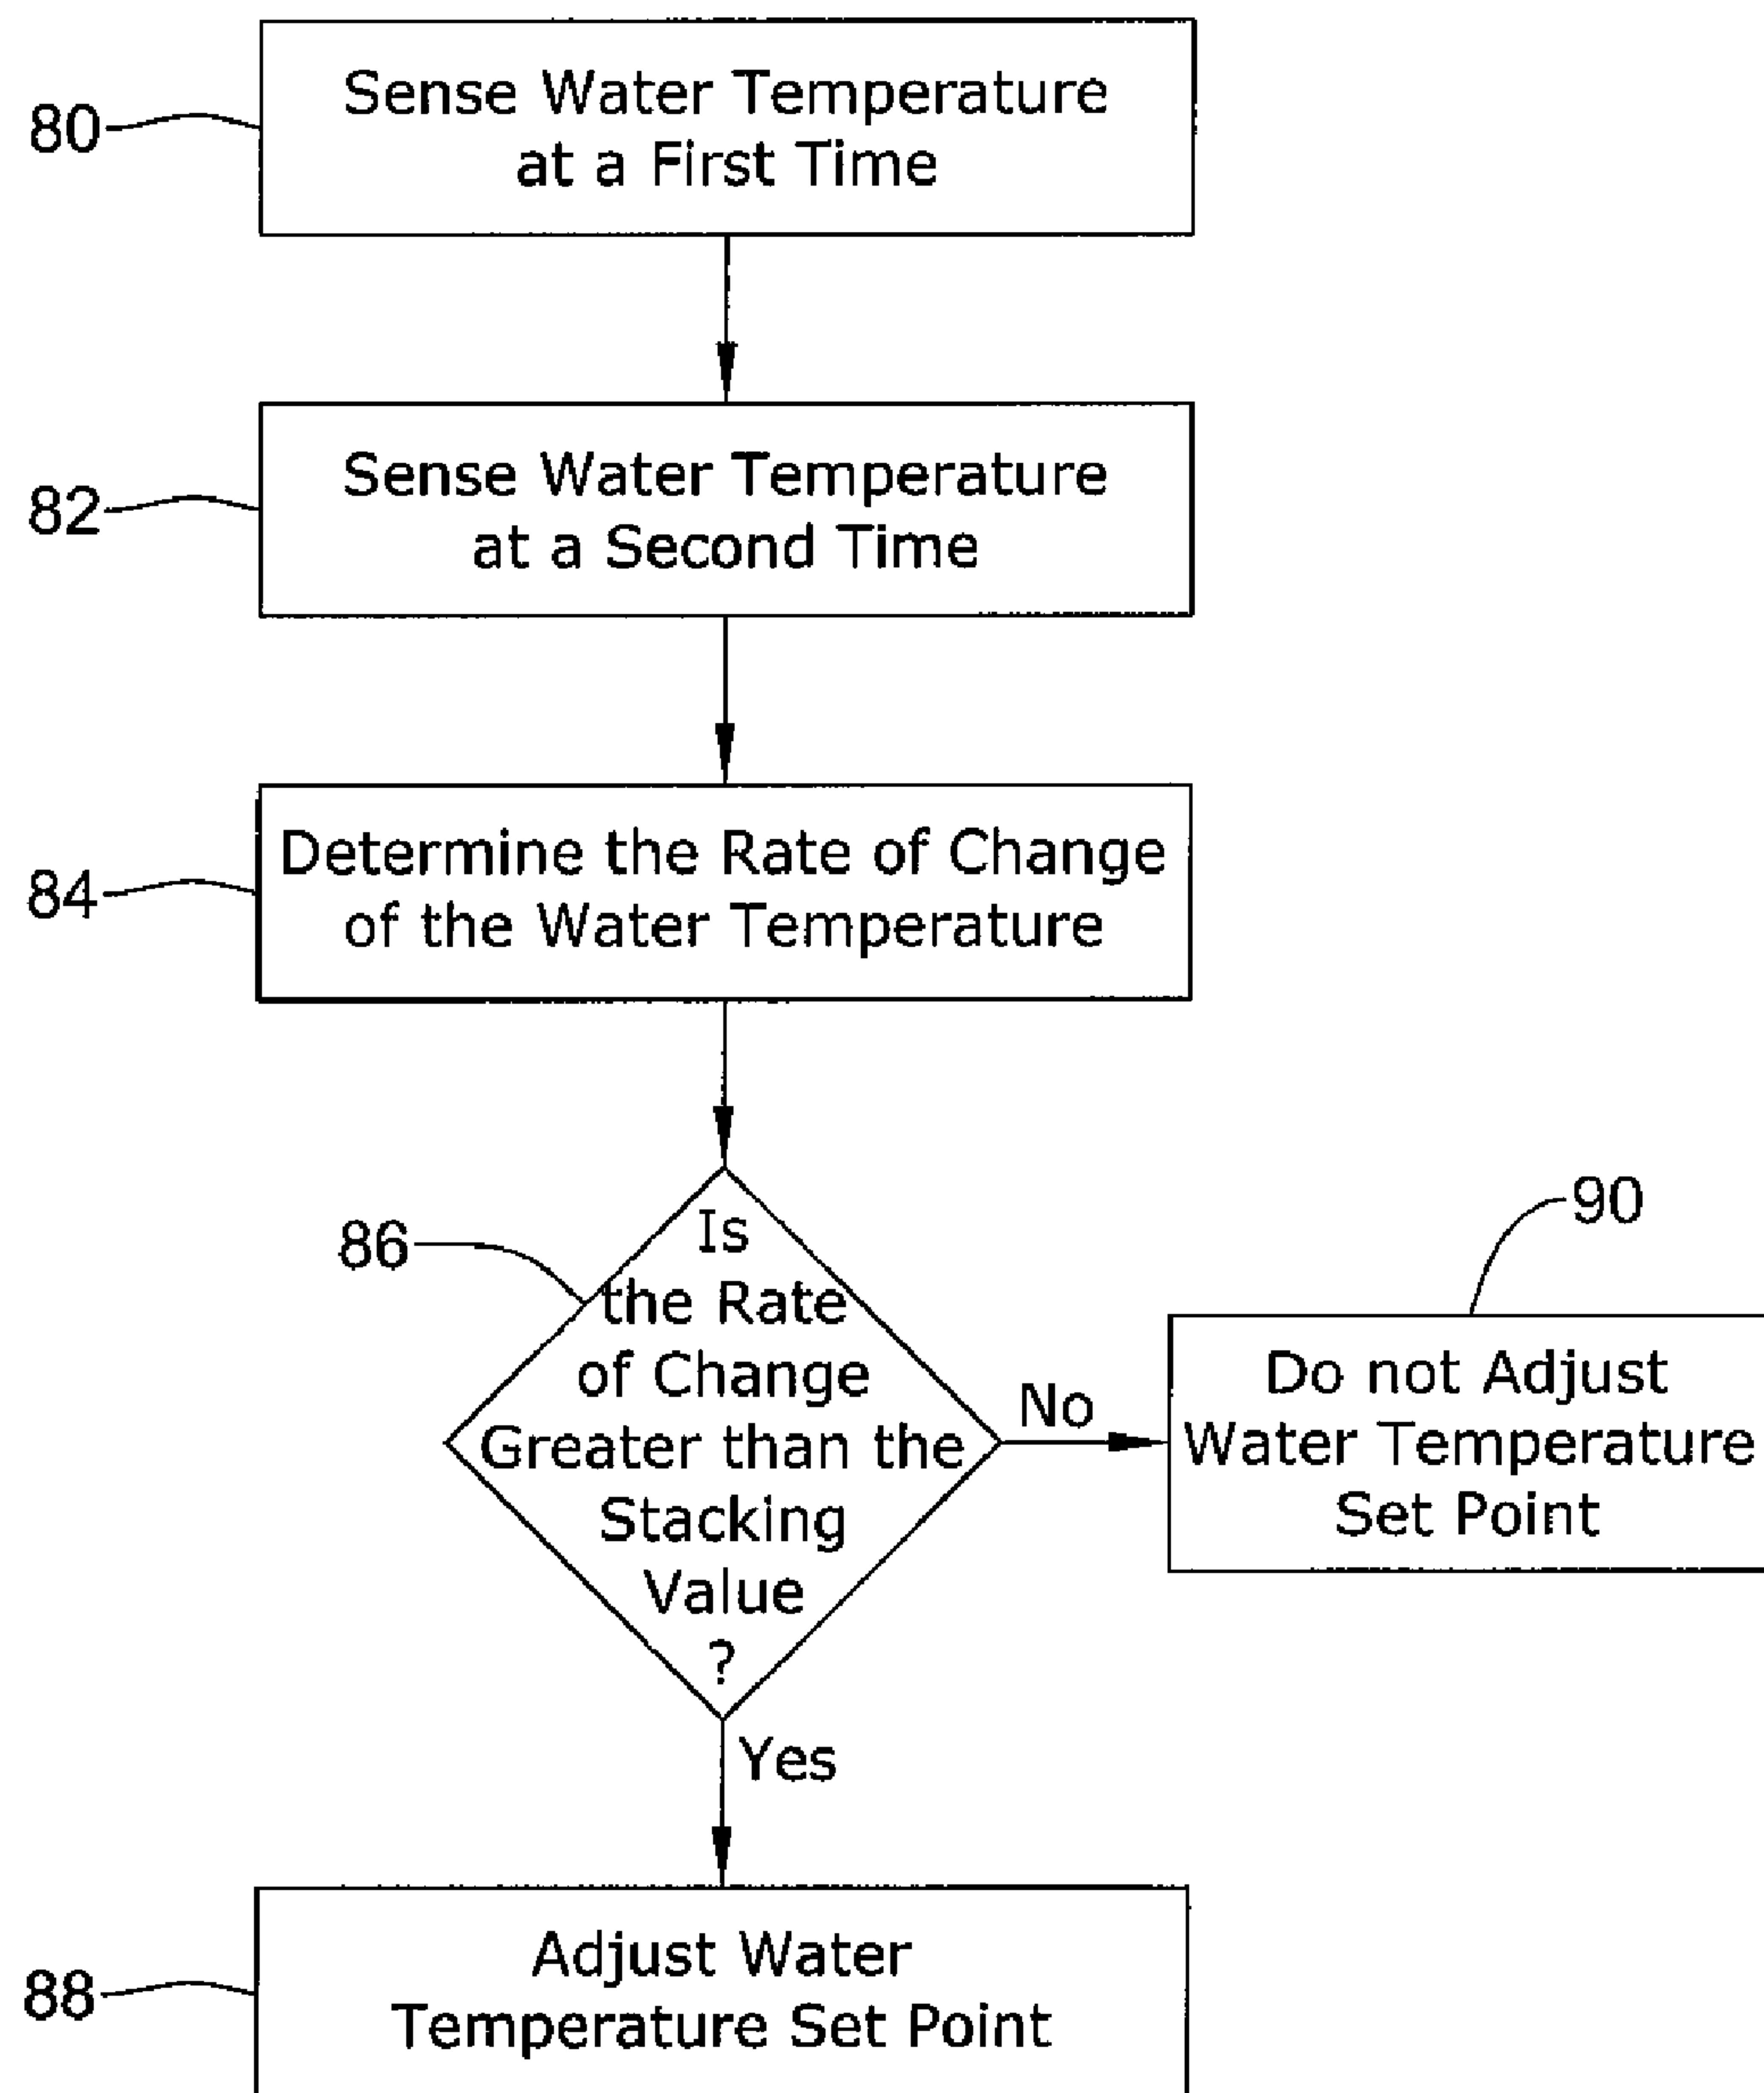 80
Sense Water Temperature
at a First Time
82
Sense Water Temperature
at a Second Time
84
Determine the Rate of Change
of the Water Temperature
86
Is
the Rate
of Change
Greater than the
Stacking
Value
?
No
90
Do not Adjust
Water Temperature
Set Point
Yes
88
Adjust Water
Temperature Set Point